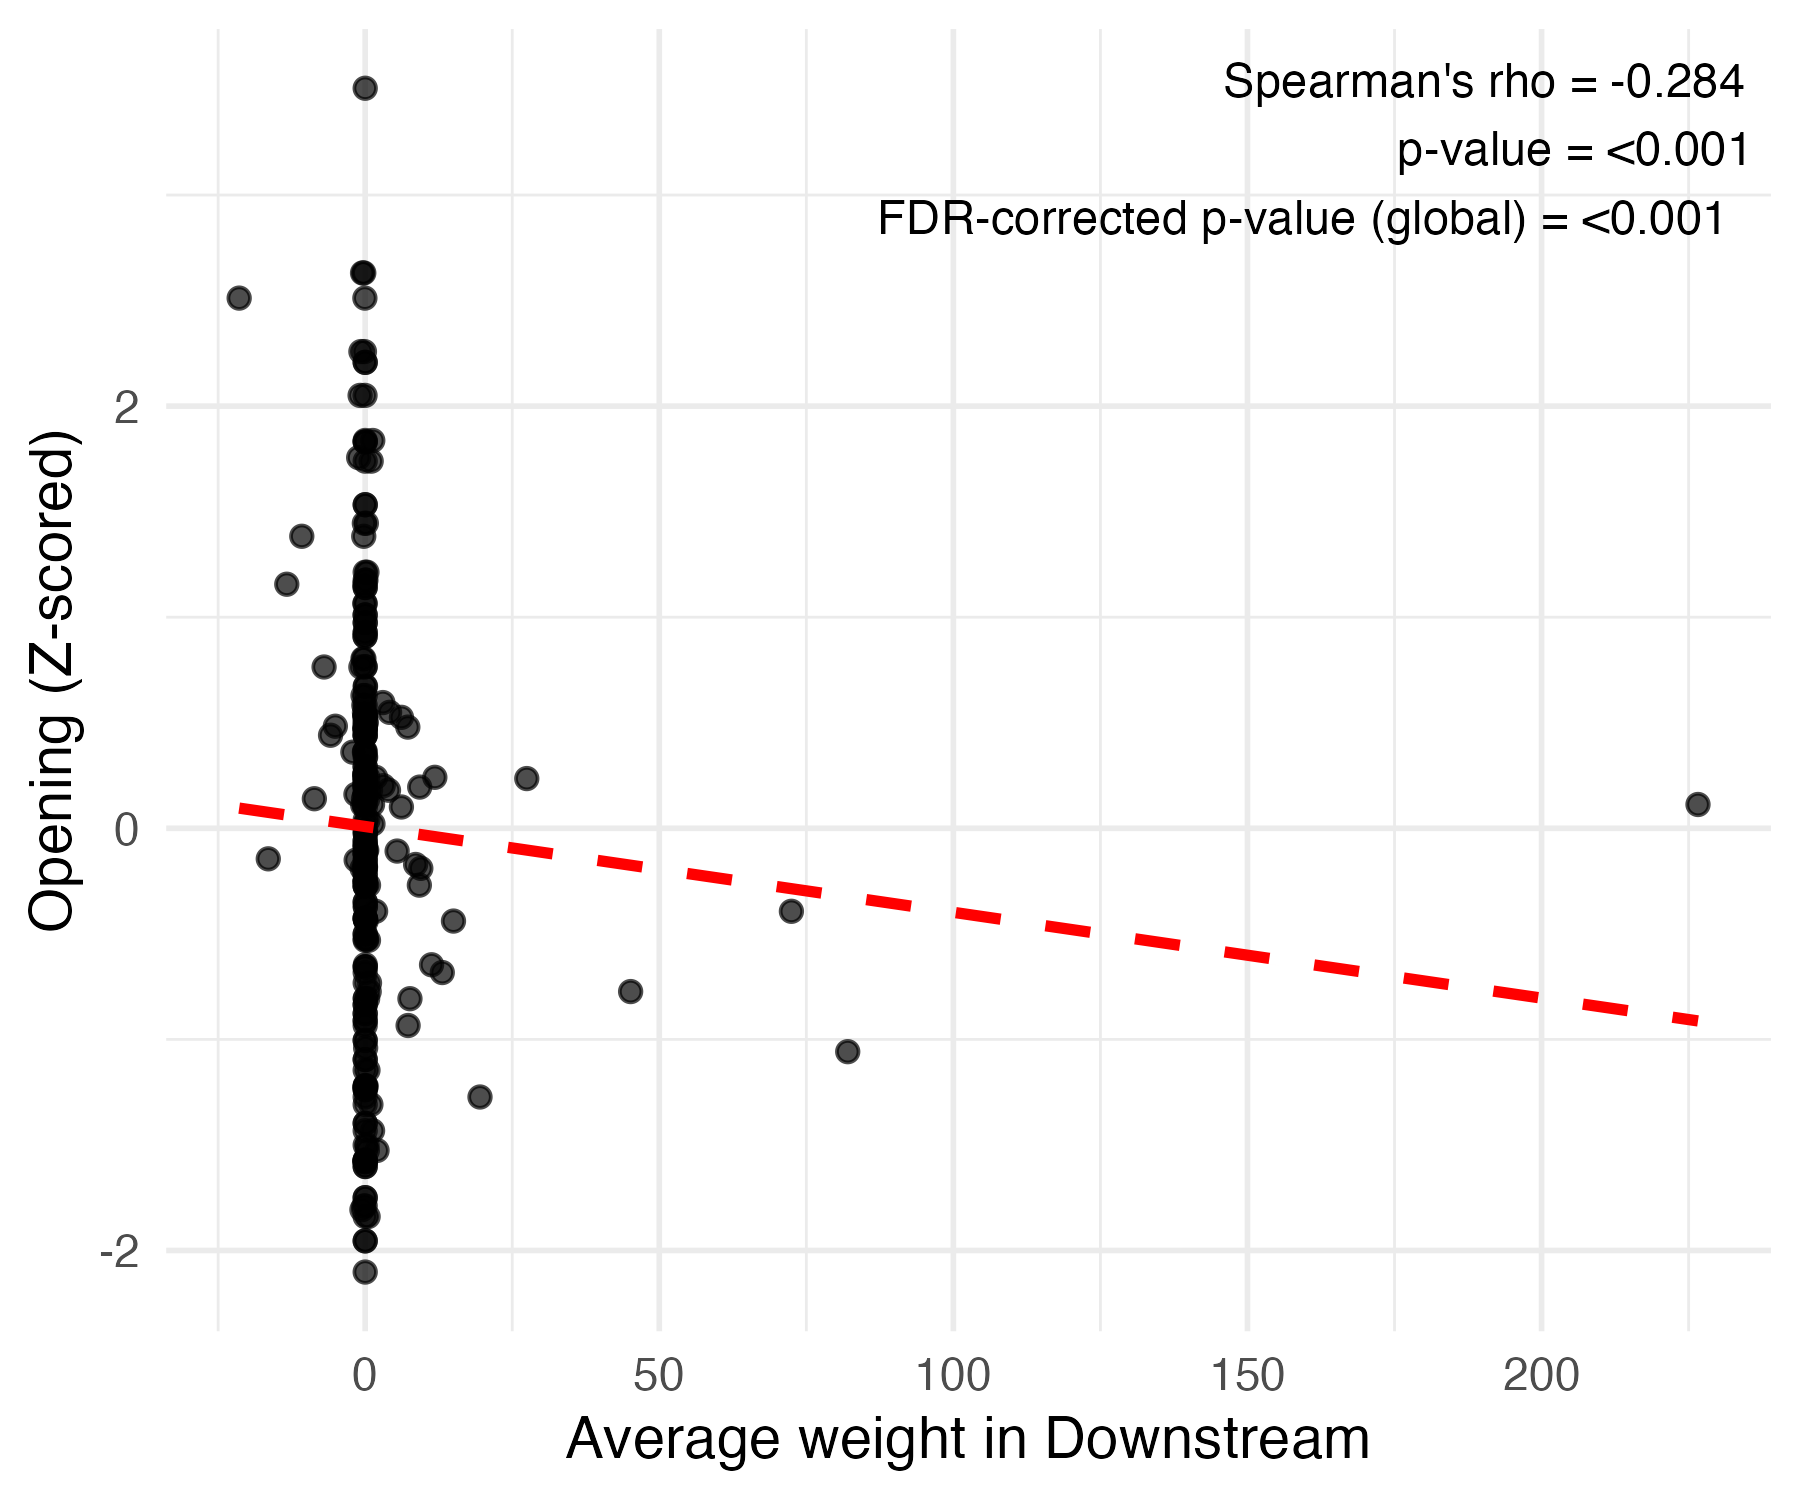 Spearman's rho = -0.284
p-value = <0.001
FDR-corrected p-value (global) = <0.001
Opening (Z-scored)
2
0
-2
0 50 100 150 200
Average weight in Downstream